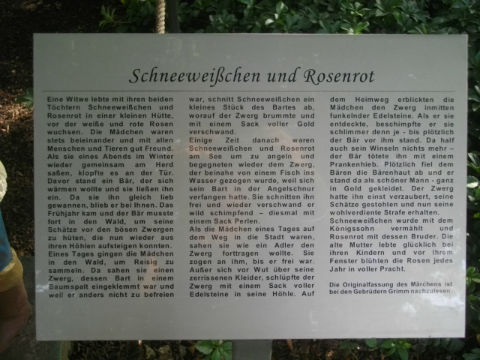 Schneeweißchen und Rosenrot
Eine Witwe lebte mit ihren beiden
Töchtern Schneeweißchen und
Rosenrot in einer kleinen Hütte,
vor der weiße und rote Rosen
wuchsen. Die Mädchen waren
stets beieinander und mit allen
Menschen und Tieren gut Freund.
Als sie eines Abends im Winter
wieder gemeinsam am Herd
saßen, klopfte es an der Tür.
Davor stand ein Bär, der sich
wärmen wollte und sie ließen ihn
ein. Da sie ihn gleich lieb
gewannen, blieb er bei Ihnen. Das
Frühjahr kam und der Bär musste
fort in den Wald, um seine
Schätze vor den bösen Zwergen
zu hüten, die nun wieder aus
ihren Höhlen aufsteigen konnten.
Eines Tages gingen die Mädchen
in den Wald, um Reisig zu
sammeln. Da sahen sie einen
Zwerg, dessen Bart in einem
Baumspalt eingeklemmt war und
weil er anders nicht zu befreien
war, schnitt Schneeweißchen ein
kleines Stück des Bartes ab,
worauf der Zwerg brummte und
mit einem Sack voller Gold
verschwand.
Einige Zeit danach waren
Schneeweißchen und Rosenrot
am See um zu angeln und
begegneten wieder dem Zwerg,
der beinahe von einem Fisch ins
Wasser gezogen wurde, weil sich
sein Bart in der Angelschnur
verfangen hatte. Sie schnitten ihn
frei und wieder verschwand er
wild schimpfend – diesmal mit
einem Sack Perlen.
Als die Mädchen eines Tages auf
dem Weg in die Stadt waren,
sahen sie wie ein Adler den
Zwerg forttragen wollte. Sie
zogen an ihm, bis er frei war.
Außer sich vor Wut über seine
zerrissenen Kleider, schlüpfte der
Zwerg mit einem Sack voller
Edelsteine in seine Höhle. Auf
dem Heimweg erblickten die
Mädchen den Zwerg inmitten
funkelnder Edelsteine. Als er sie
entdeckte, beschimpfte er sie
schlimmer denn je - bis plötzlich
der Bär vor ihm stand. Da half
auch sein Winseln nichts mehr -
der Bär tötete ihn mit einem
Prankenhieb. Plötzlich fiel dem
Bären die Bärenhaut ab und er
stand da als schöner Mann - ganz
in Gold gekleidet. Der Zwerg
hatte ihn einst verzaubert, seine
Schätze gestohlen und nun seine
wohlverdiente Strafe erhalten.
Schneeweißchen wurde mit dem
Königssohn vermählt und
Rosenrot mit dessen Bruder. Die
alte Mutter lebte glücklich bei
ihren Kindern und vor ihrem
Fenster blühten die Rosen jedes
Jahr in voller Pracht.
Die Originalfassung des Märchens ist
bei den Gebrüdern Grimm nachzulesen.